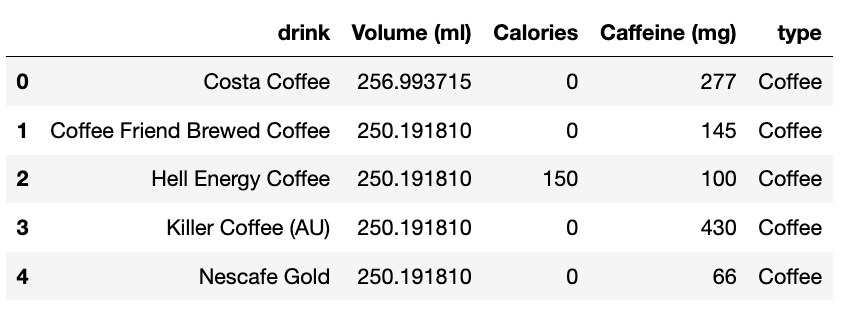 drink Volume (ml) Calories Caffeine (mg) type
0 Costa Coffee 256.993715 0 277 Coffee
1 Coffee Friend Brewed Coffee 250.191810 0 145 Coffee
2 Hell Energy Coffee 250.191810 150 100 Coffee
3 Killer Coffee (AU) 250.191810 0 430 Coffee
4 Nescafe Gold 250.191810 0 66 Coffee